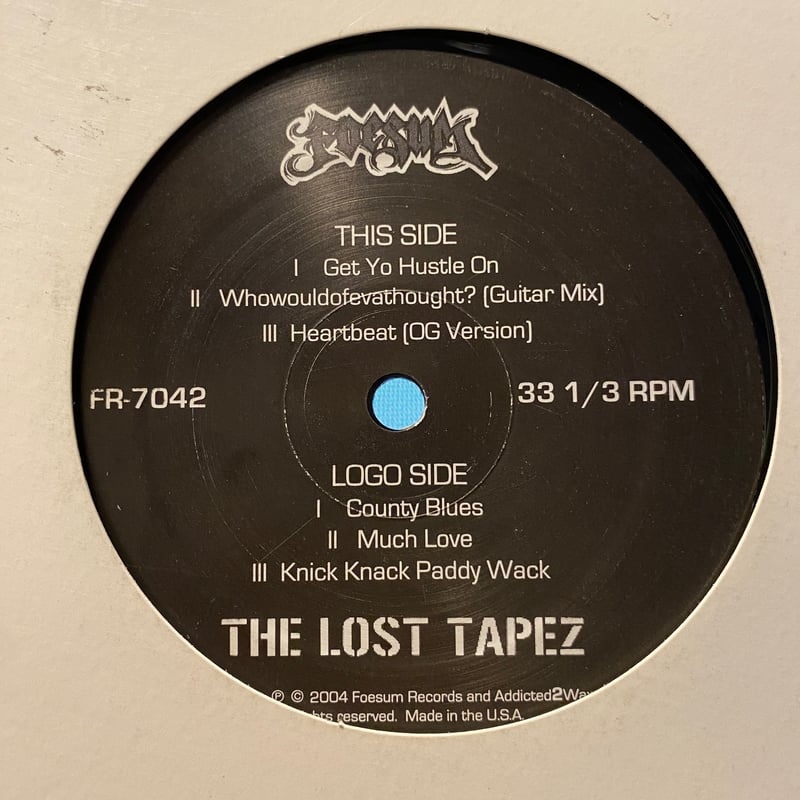 FOESUM
THIS SIDE
I Get Yo Hustle On
II Whowouldofevathought? (Guitar Mix)
III Heartbeat (OG Version)
FR-7042
33 1/3 RPM
LOGO SIDE
I County Blues
II Much Love
III Knick Knack Paddy Wack
THE LOST TAPEZ
℗ © 2004 Foesum Records and Addicted2Wax
reserved. Made in the U.S.A.